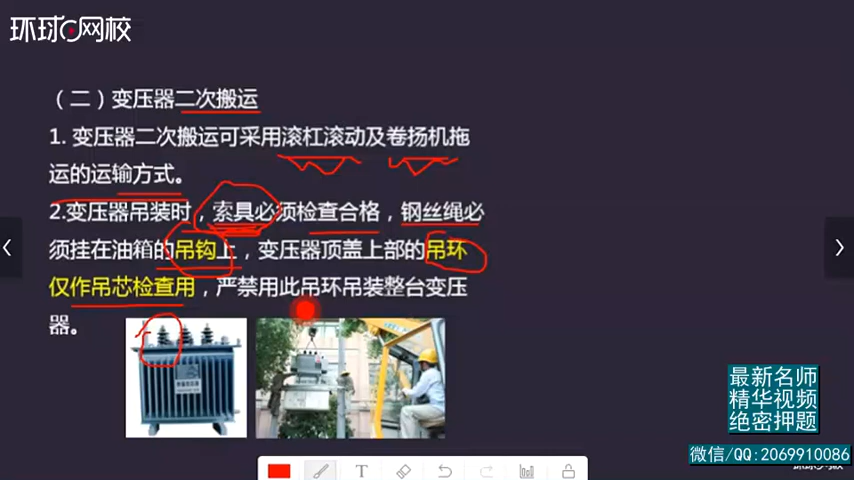 环球网校
（二）变压器二次搬运
1. 变压器二次搬运可采用滚杠滚动及卷扬机拖
运的运输方式。
2.变压器吊装时，索具必须检查合格，钢丝绳必
须挂在油箱的吊钩上，变压器顶盖上部的吊环
仅作吊芯检查用，严禁用此吊环吊装整台变压
器。
最新名师
精华视频
绝密押题
微信/QQ:2069910086
T